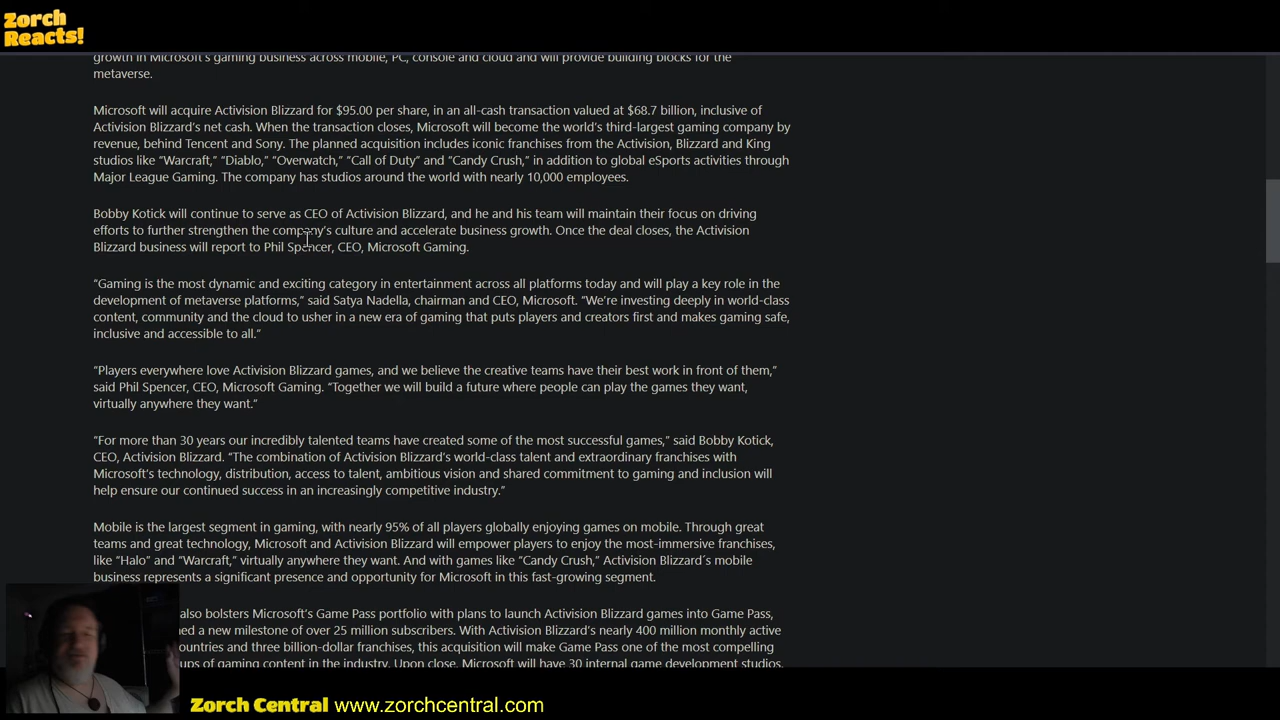 Zorch
Reacts!
growth in Microsoft's gaming business across mobile, PC, console and cloud and will provide building blocks for the
metaverse.
Microsoft will acquire Activision Blizzard for $95.00 per share, in an all-cash transaction valued at $68.7 billion, inclusive of
Activision Blizzard's net cash. When the transaction closes, Microsoft will become the world's third-largest gaming company by
revenue, behind Tencent and Sony. The planned acquisition includes iconic franchises from the Activision, Blizzard and King
studios like “Warcraft,” “Diablo,” “Overwatch,” “Call of Duty” and “Candy Crush,” in addition to global eSports activities through
Major League Gaming. The company has studios around the world with nearly 10,000 employees.
Bobby Kotick will continue to serve as CEO of Activision Blizzard, and he and his team will maintain their focus on driving
efforts to further strengthen the company's culture and accelerate business growth. Once the deal closes, the Activision
Blizzard business will report to Phil Spencer, CEO, Microsoft Gaming.
“Gaming is the most dynamic and exciting category in entertainment across all platforms today and will play a key role in the
development of metaverse platforms,” said Satya Nadella, chairman and CEO, Microsoft. “We're investing deeply in world-class
content, community and the cloud to usher in a new era of gaming that puts players and creators first and makes gaming safe,
inclusive and accessible to all.”
“Players everywhere love Activision Blizzard games, and we believe the creative teams have their best work in front of them,”
said Phil Spencer, CEO, Microsoft Gaming. “Together we will build a future where people can play the games they want,
virtually anywhere they want.”
“For more than 30 years our incredibly talented teams have created some of the most successful games,” said Bobby Kotick,
CEO, Activision Blizzard. “The combination of Activision Blizzard's world-class talent and extraordinary franchises with
Microsoft's technology, distribution, access to talent, ambitious vision and shared commitment to gaming and inclusion will
help ensure our continued success in an increasingly competitive industry.”
Mobile is the largest segment in gaming, with nearly 95% of all players globally enjoying games on mobile. Through great
teams and great technology, Microsoft and Activision Blizzard will empower players to enjoy the most-immersive franchises,
like “Halo” and “Warcraft,” virtually anywhere they want. And with games like “Candy Crush,” Activision Blizzard´s mobile
business represents a significant presence and opportunity for Microsoft in this fast-growing segment.
also bolsters Microsoft's Game Pass portfolio with plans to launch Activision Blizzard games into Game Pass,
a new milestone of over 25 million subscribers. With Activision Blizzard's nearly 400 million monthly active
and three billion-dollar franchises, this acquisition will make Game Pass one of the most compelling
of gaming content in the industry. Upon close, Microsoft will have 30 internal game development studios,
Zorch Central www.zorchcentral.com